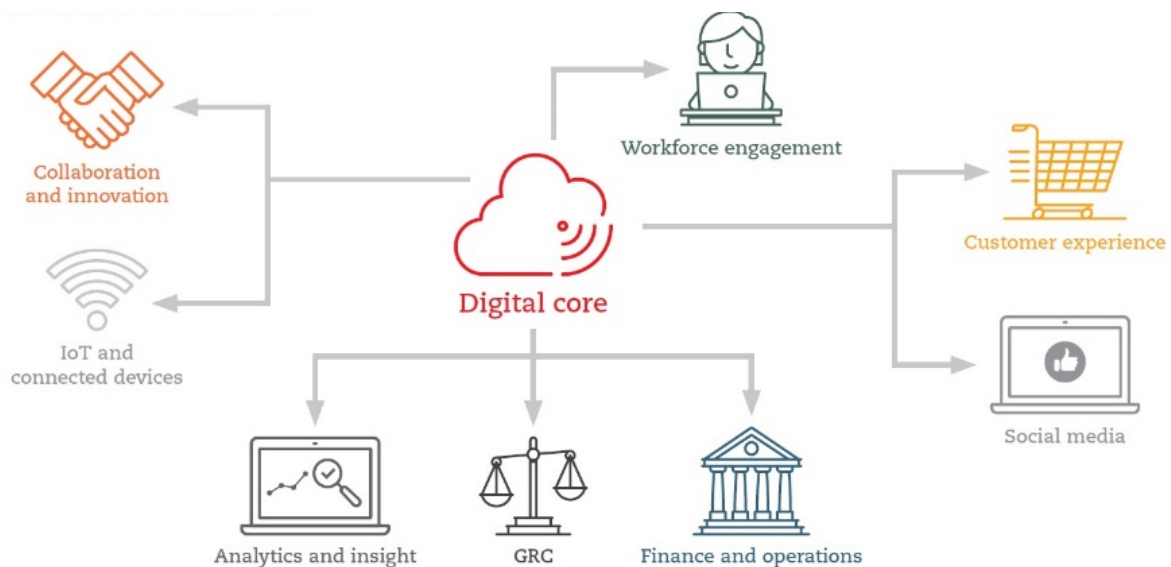 Workforce engagement
Collaboration
and innovation
Customer experience
Digital core
IoT and
connected devices
Social media
Analytics and insight
GRC
Finance and operations